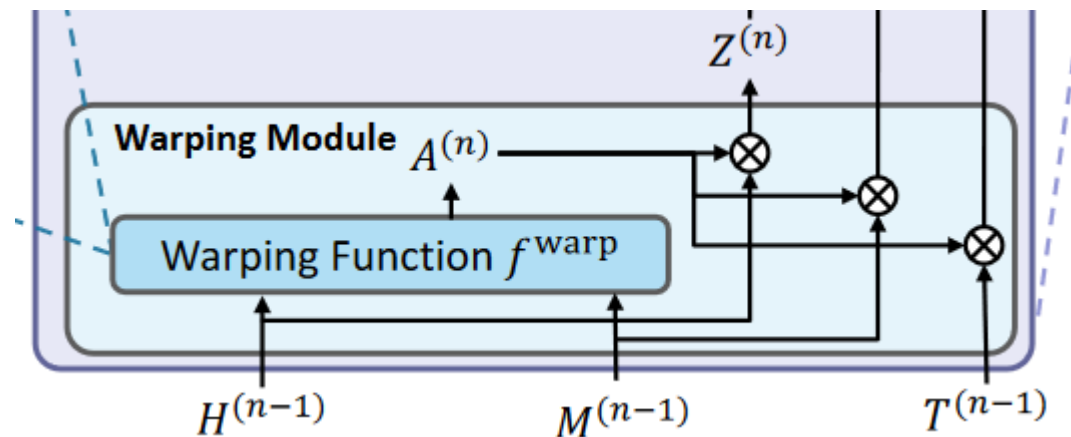 Z^(n)
Warping Module
A^(n)
Warping Function f^warp
H^(n−1)
M^(n−1)
T^(n−1)